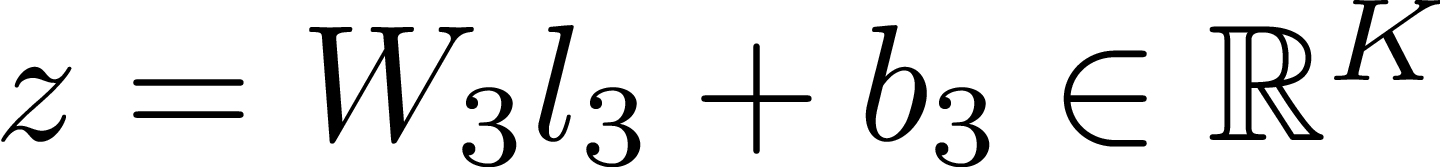 z = W₃l₃ + b₃ ∈ ℝᴷ